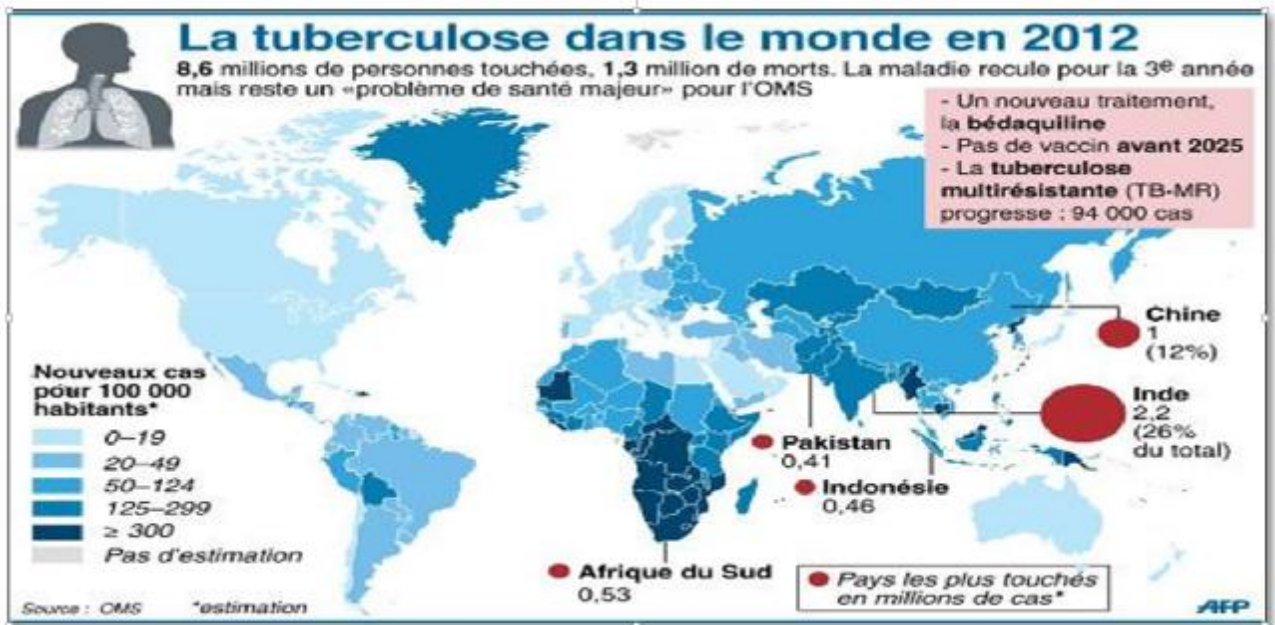 La tuberculose dans le monde en 2012
8,6 millions de personnes touchées, 1,3 million de morts. La maladie recule pour la 3e année
mais reste un «problème de santé majeur» pour l'OMS
- Un nouveau traitement,
la bédaquiline
- Pas de vaccin avant 2025
- La tuberculose
multirésistante (TB-MR)
progresse : 94 000 cas
Chine
1
(12%)
Inde
2,2
(26%
du total)
Pakistan
0,41
Indonésie
0,46
Afrique du Sud
0,53
Nouveaux cas
pour 100 000
habitants*
0–19
20–49
50–124
125–299
≥ 300
Pas d'estimation
Pays les plus touchés
en millions de cas*
Source : OMS *estimation
AFP